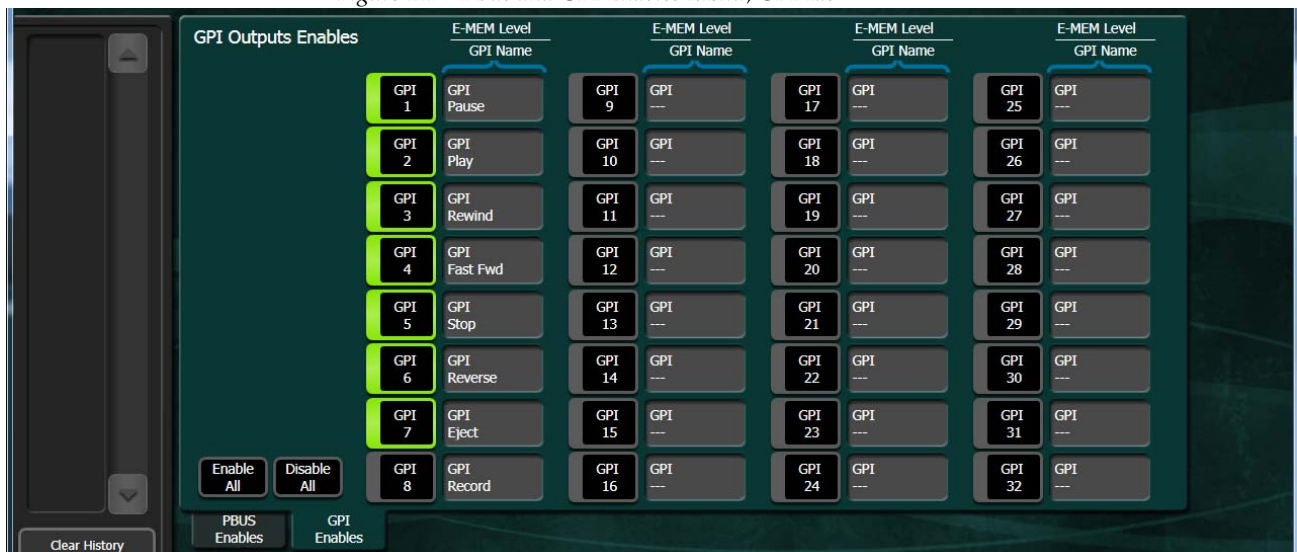 GPI Outputs Enables
E-MEM Level E-MEM Level E-MEM Level E-MEM Level
GPI Name GPI Name GPI Name GPI Name
GPI GPI GPI GPI GPI GPI GPI GPI
1 Pause 9 --- 17 --- 25 ---
GPI GPI GPI GPI GPI GPI GPI GPI
2 Play 10 --- 18 --- 26 ---
GPI GPI GPI GPI GPI GPI GPI GPI
3 Rewind 11 --- 19 --- 27 ---
GPI GPI GPI GPI GPI GPI GPI GPI
4 Fast Fwd 12 --- 20 --- 28 ---
GPI GPI GPI GPI GPI GPI GPI GPI
5 Stop 13 --- 21 --- 29 ---
GPI GPI GPI GPI GPI GPI GPI GPI
6 Reverse 14 --- 22 --- 30 ---
GPI GPI GPI GPI GPI GPI GPI GPI
7 Eject 15 --- 23 --- 31 ---
Enable Disable GPI GPI GPI GPI GPI GPI GPI GPI
All All 8 Record 16 --- 24 --- 32 ---
PBUS GPI
Enables Enables
Clear History